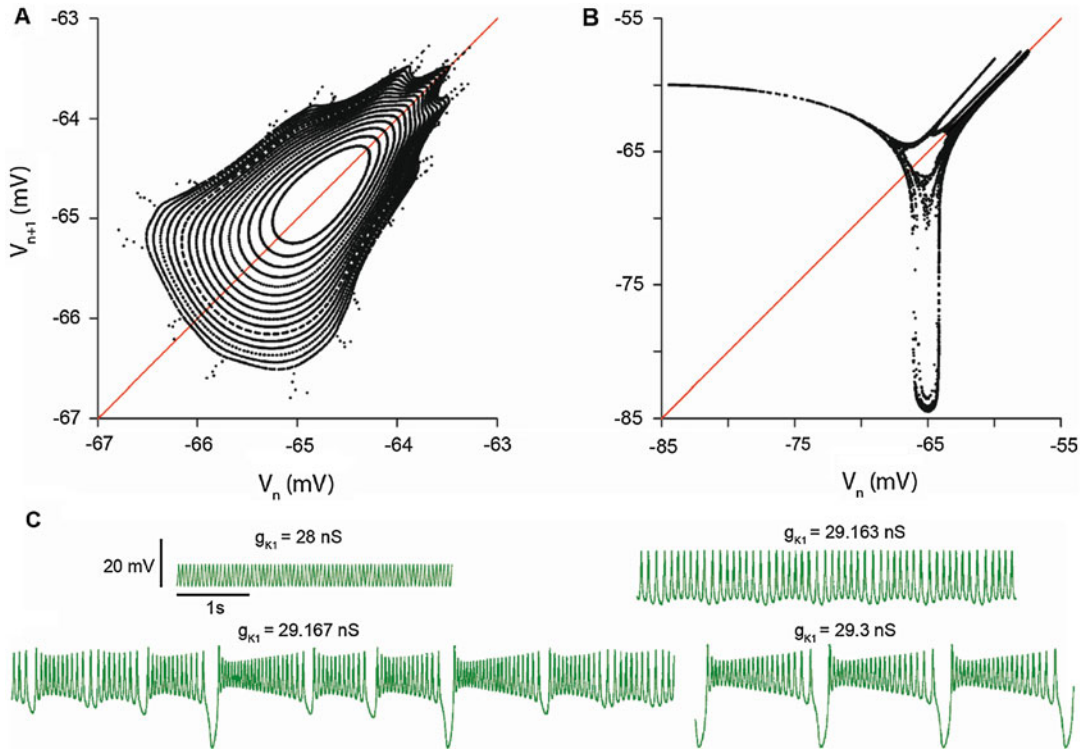 A
-63
-64
-65
-66
-67
V_{n+1} (mV)
-67 -66 -65 -64 -63
V_n (mV)
B
-55
-65
-75
-85
-85 -75 -65 -55
V_n (mV)
C
20 mV
1s
g_{K1} = 28 nS
g_{K1} = 29.163 nS
g_{K1} = 29.167 nS
g_{K1} = 29.3 nS